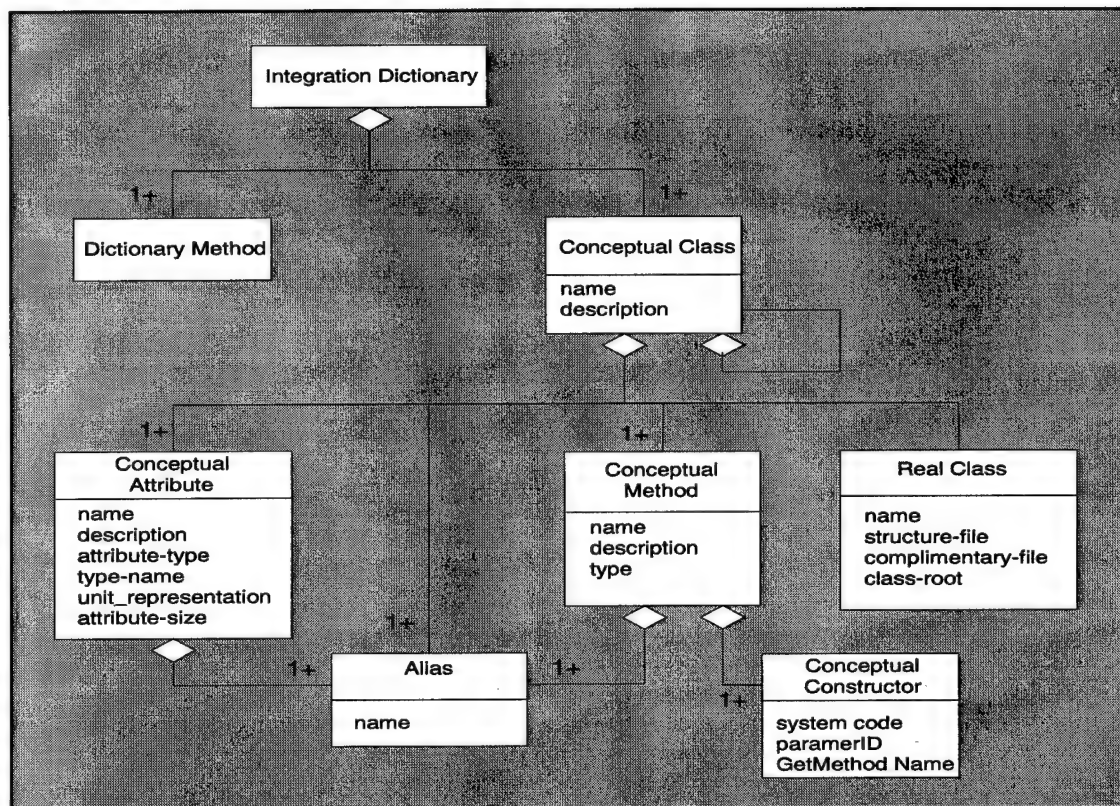 Integration Dictionary
1+
1+
Dictionary Method
Conceptual Class
name
description
1+
1+
Conceptual
Attribute
name
description
attribute-type
type-name
unit_representation
attribute-size
Conceptual
Method
name
description
type
Real Class
name
structure-file
complimentary-file
class-root
1+
1+
1+
Alias
name
1+
Conceptual
Constructor
system code
paramerID
GetMethod Name